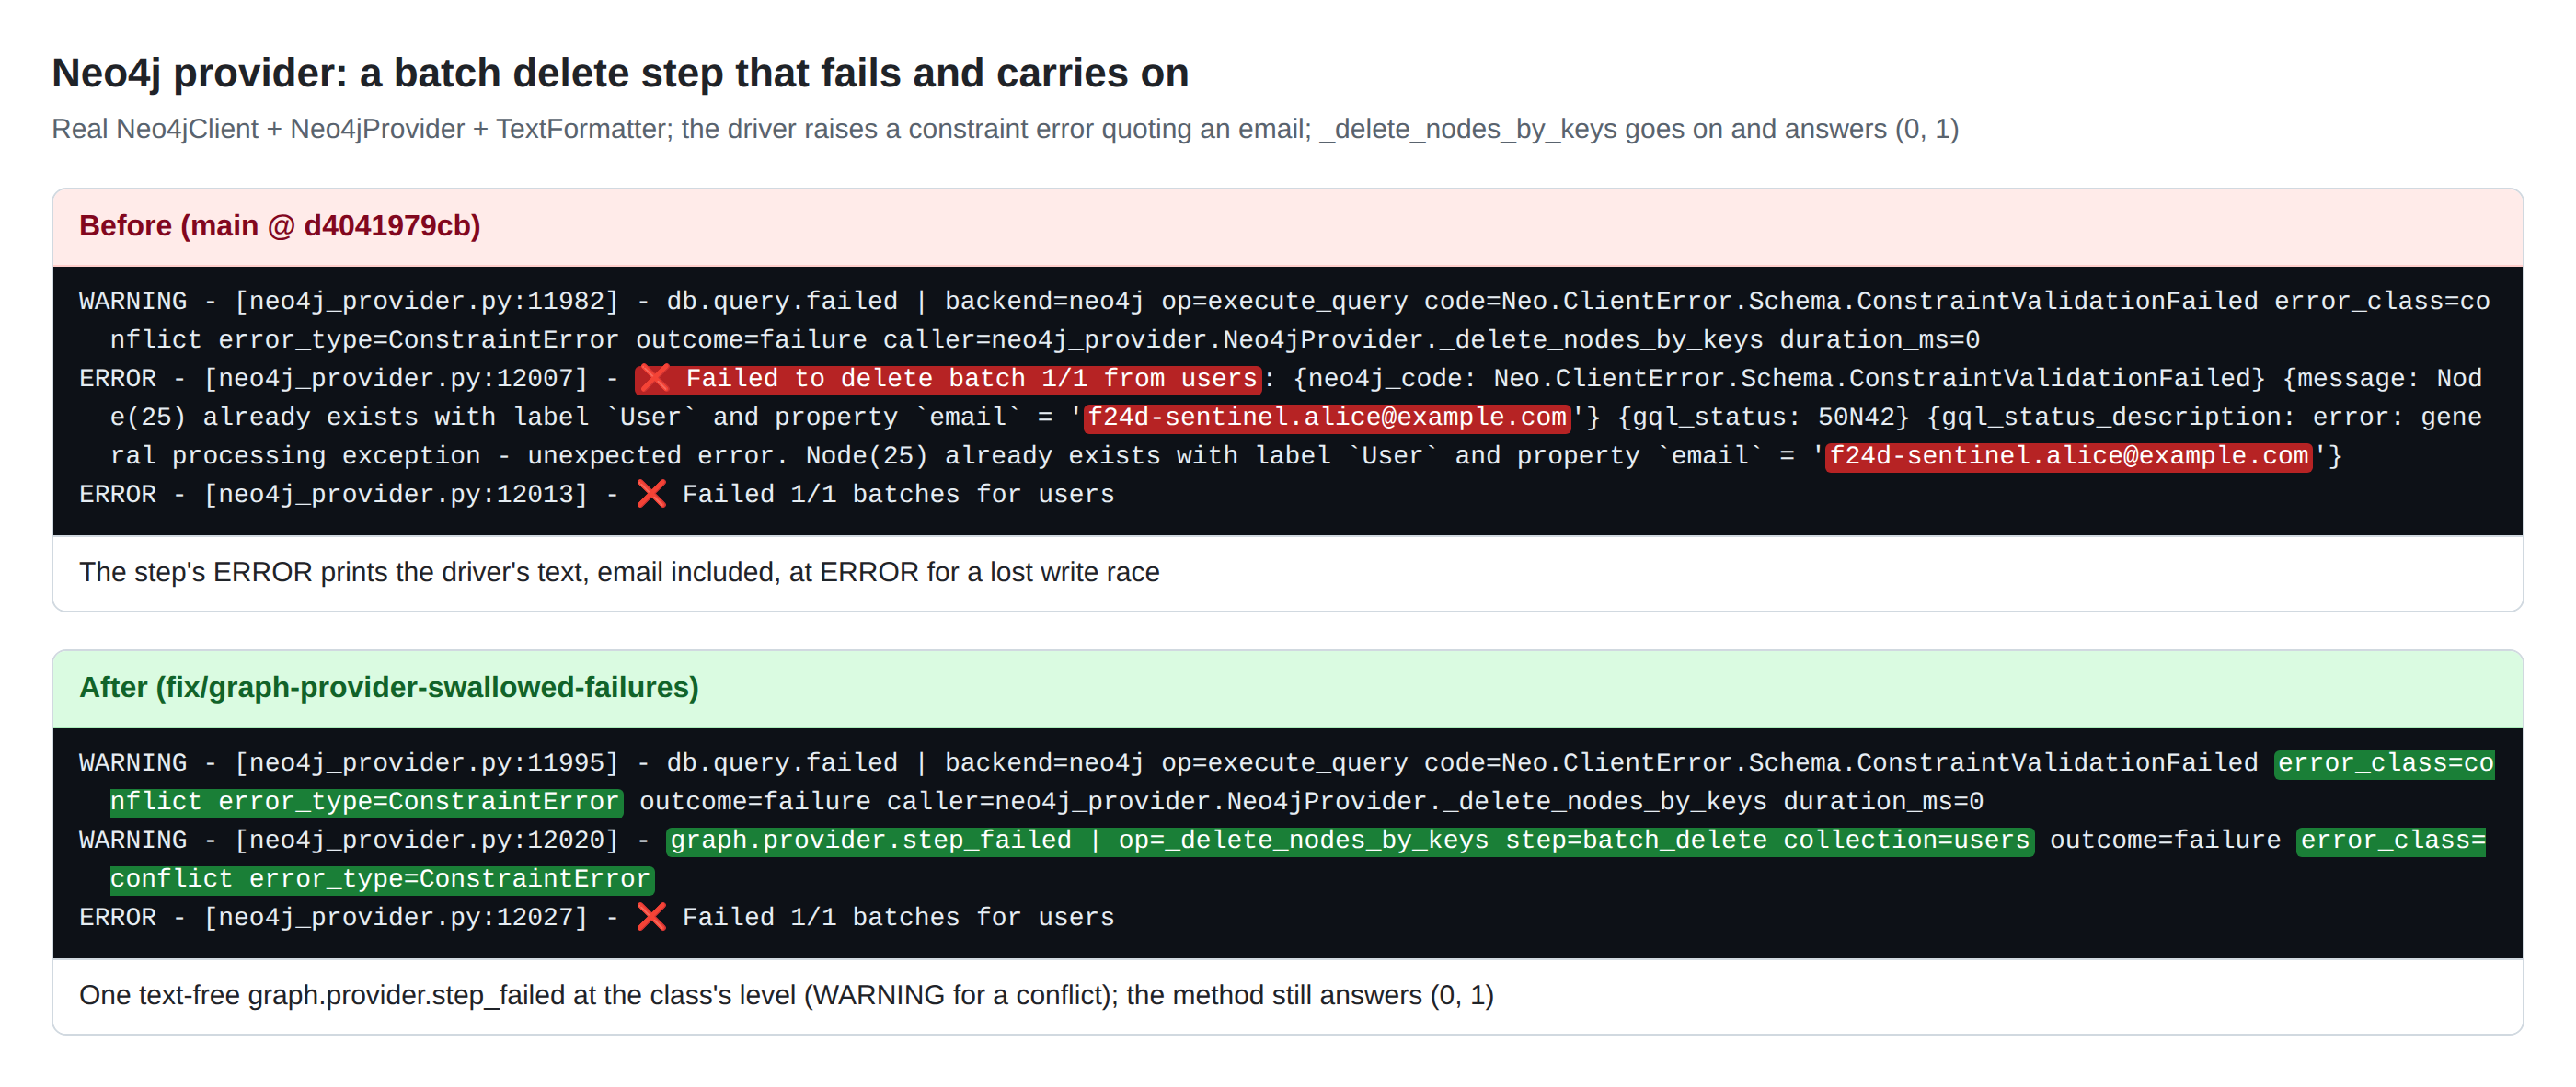 Neo4j provider: a batch delete step that fails and carries on
Real Neo4jClient + Neo4jProvider + TextFormatter; the driver raises a constraint error quoting an email; _delete_nodes_by_keys goes on and answers (0, 1)
Before (main @ d4041979cb)
WARNING - [neo4j_provider.py:11982] - db.query.failed | backend=neo4j op=execute_query code=Neo.ClientError.Schema.ConstraintValidationFailed error_class=co
nflict error_type=ConstraintError outcome=failure caller=neo4j_provider.Neo4jProvider._delete_nodes_by_keys duration_ms=0
ERROR - [neo4j_provider.py:12007] - ❌ Failed to delete batch 1/1 from users: {neo4j_code: Neo.ClientError.Schema.ConstraintValidationFailed} {message: Nod
e(25) already exists with label `User` and property `email` = 'f24d-sentinel.alice@example.com'} {gql_status: 50N42} {gql_status_description: error: gene
ral processing exception - unexpected error. Node(25) already exists with label `User` and property `email` = 'f24d-sentinel.alice@example.com'}
ERROR - [neo4j_provider.py:12013] - ❌ Failed 1/1 batches for users
The step's ERROR prints the driver's text, email included, at ERROR for a lost write race
After (fix/graph-provider-swallowed-failures)
WARNING - [neo4j_provider.py:11995] - db.query.failed | backend=neo4j op=execute_query code=Neo.ClientError.Schema.ConstraintValidationFailed error_class=co
nflict error_type=ConstraintError outcome=failure caller=neo4j_provider.Neo4jProvider._delete_nodes_by_keys duration_ms=0
WARNING - [neo4j_provider.py:12020] - graph.provider.step_failed | op=_delete_nodes_by_keys step=batch_delete collection=users outcome=failure error_class=
conflict error_type=ConstraintError
ERROR - [neo4j_provider.py:12027] - ❌ Failed 1/1 batches for users
One text-free graph.provider.step_failed at the class's level (WARNING for a conflict); the method still answers (0, 1)